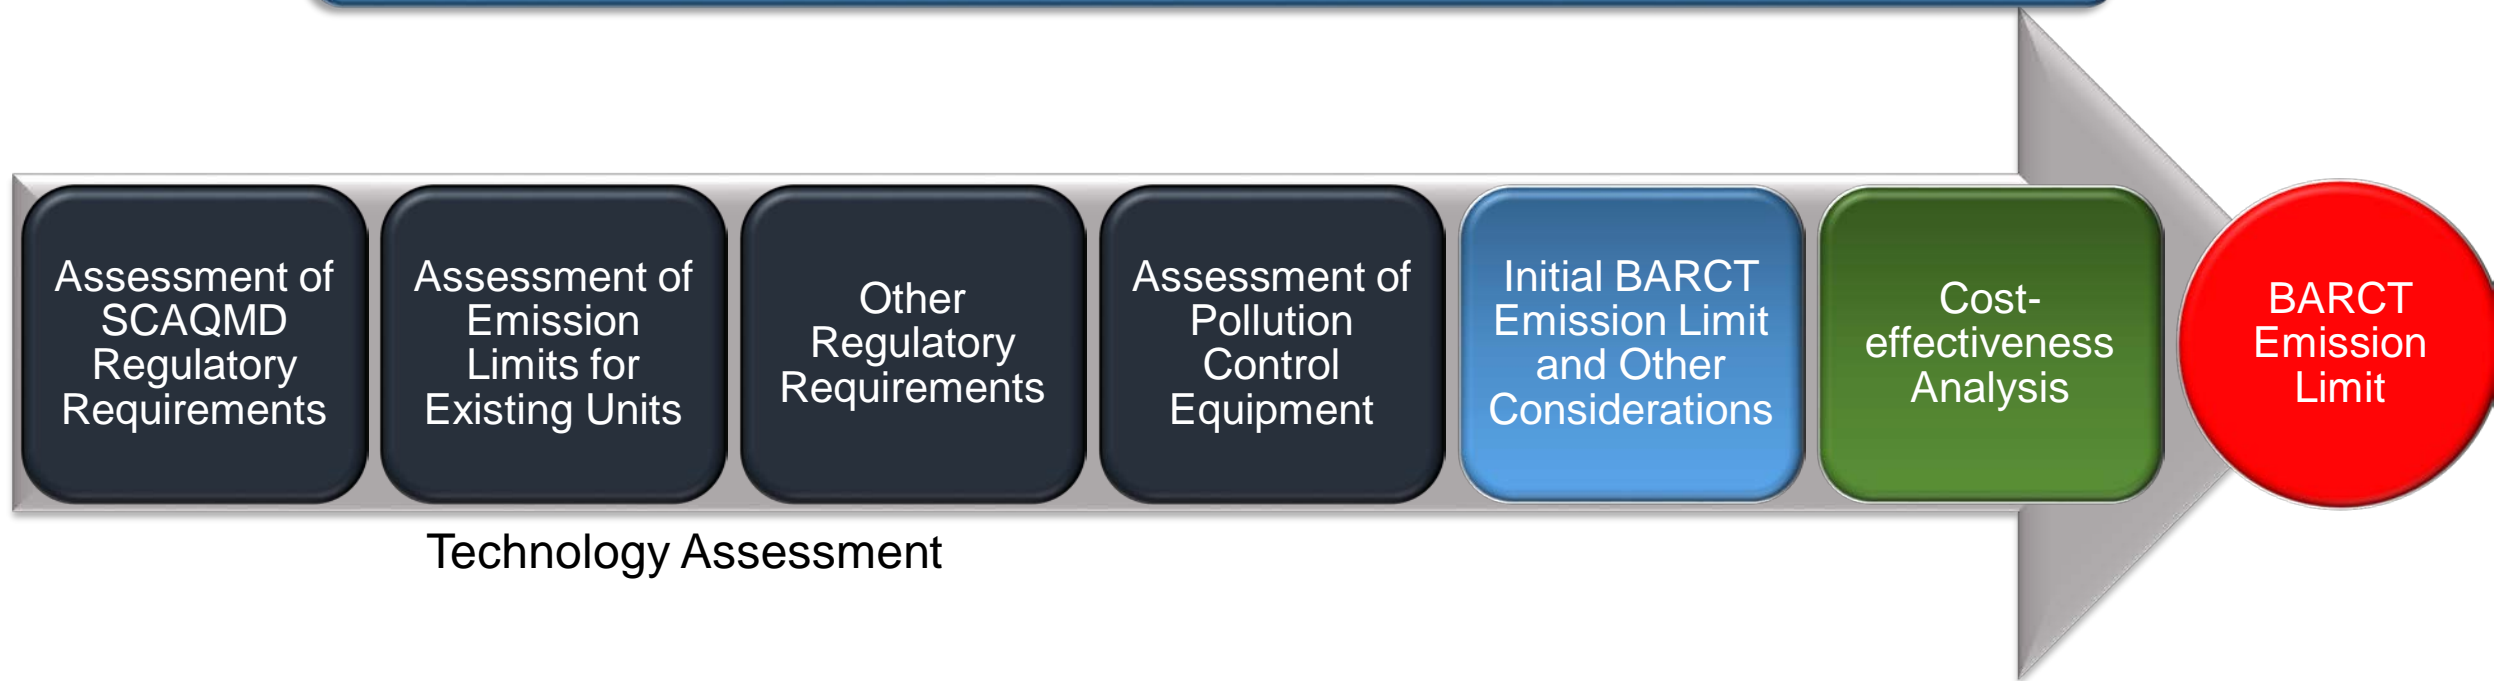 Assessment of
SCAQMD
Regulatory
Requirements
Assessment of
Emission
Limits for
Existing Units
Other
Regulatory
Requirements
Assessment of
Pollution
Control
Equipment
Initial BARCT
Emission Limit
and Other
Considerations
Cost-
effectiveness
Analysis
BARCT
Emission
Limit
Technology Assessment